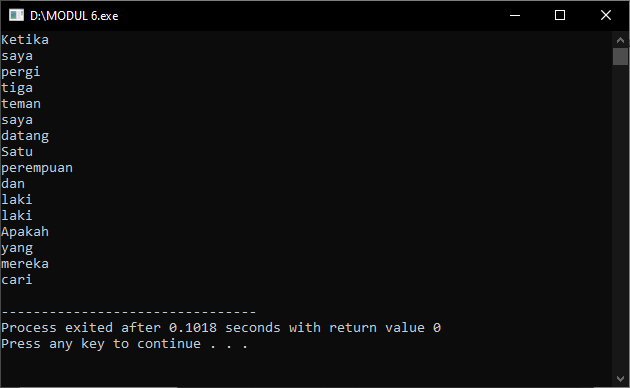 D:\MODUL 6.exe
Ketika
saya
pergi
tiga
teman
saya
datang
Satu
perempuan
dan
laki
laki
Apakah
yang
mereka
cari
--------------------------------
Process exited after 0.1018 seconds with return value 0
Press any key to continue . . .